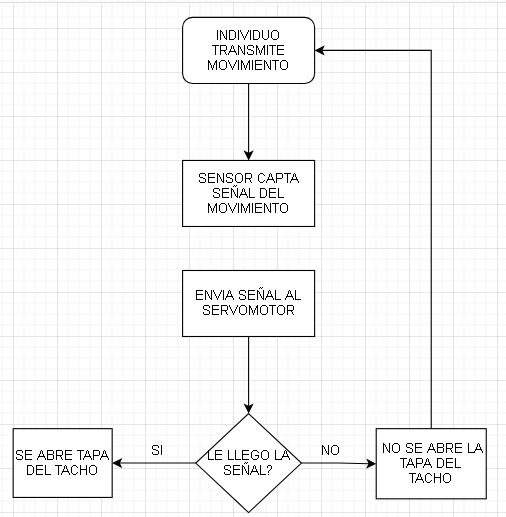 INDIVIDUO
TRANSMITE
MOVIMIENTO
SENSOR CAPTA
SEÑAL DEL
MOVIMIENTO
ENVIA SEÑAL AL
SERVOMOTOR
LE LLEGO LA
SEÑAL?
SI
SE ABRE TAPA
DEL TACHO
NO
NO SE ABRE LA
TAPA DEL
TACHO